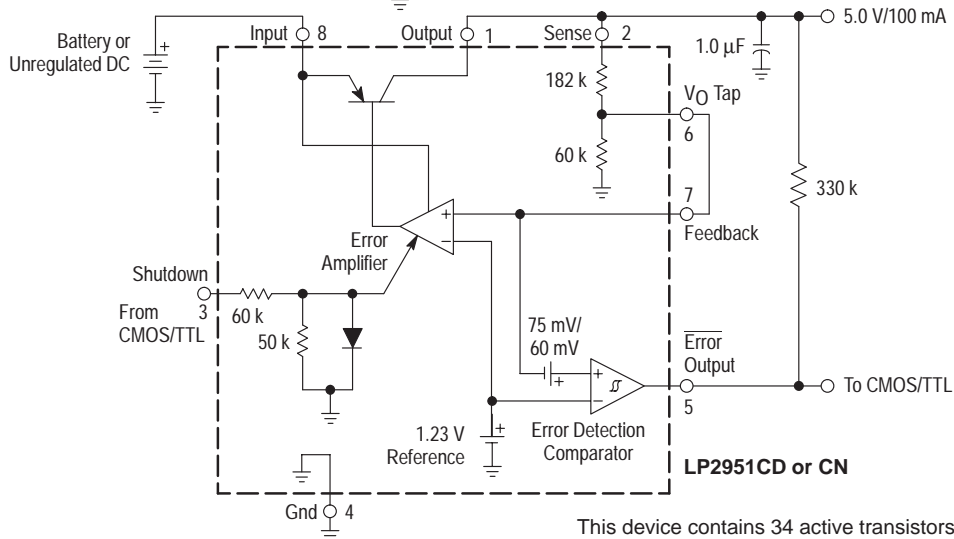 Battery or
Unregulated DC
Input 8
Output 1
Sense 2
5.0 V/100 mA
1.0 µF
182 k
VO Tap
6
60 k
330 k
7
Feedback
Error
Amplifier
Shutdown
From
CMOS/TTL
3
60 k
50 k
75 mV/
60 mV
Error
Output
5
To CMOS/TTL
1.23 V
Reference
Error Detection
Comparator
LP2951CD or CN
Gnd 4
This device contains 34 active transistors